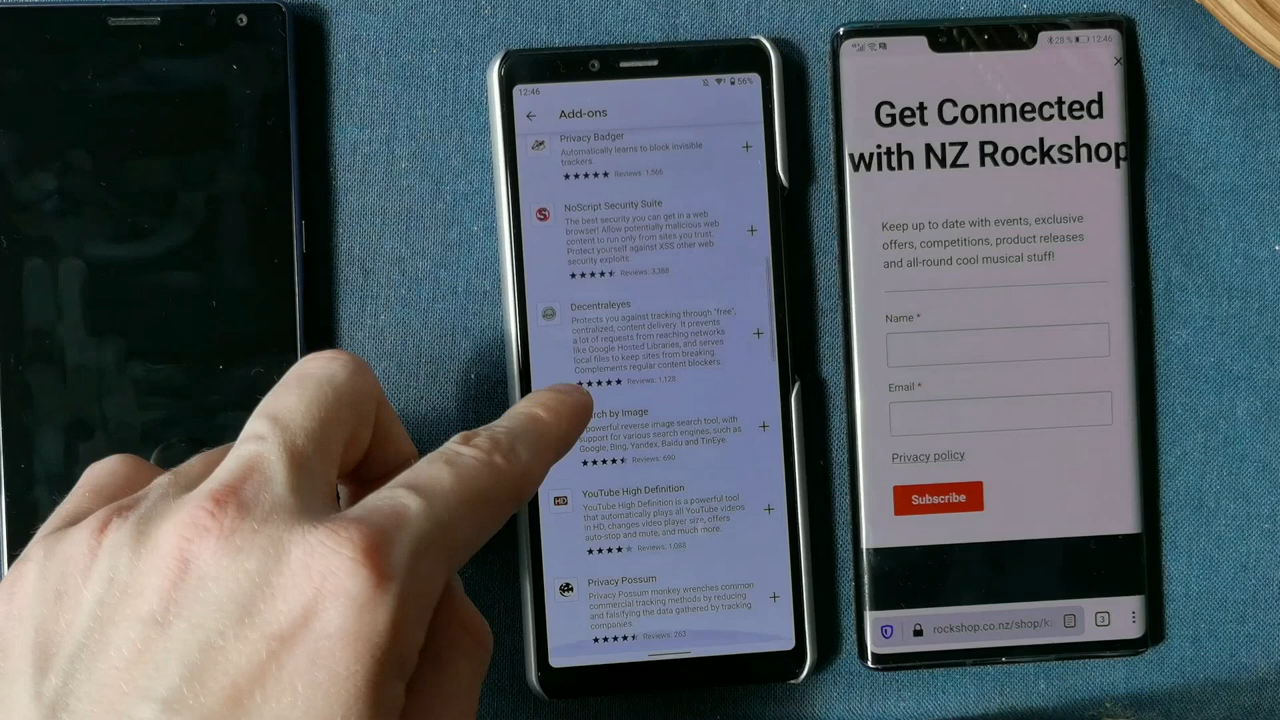 12:46
56%
Add-ons
Privacy Badger
Automatically learns to block invisible
trackers.
Reviews: 1,566
NoScript Security Suite
The best security you can get in a web
browser! Allow potentially malicious web
content to run only from sites you trust.
Protect yourself against XSS other web
security exploits.
Reviews: 3,188
Decentraleyes
Protects you against tracking through "free",
centralized, content delivery. It prevents
a lot of requests from reaching networks
like Google Hosted Libraries, and serves
local files to keep sites from breaking.
Complements regular content blockers.
Reviews: 1,128
rch by Image
powerful reverse image search tool, with
support for various search engines, such as
Google, Bing, Yandex, Baidu and TinEye.
Reviews: 690
HD
YouTube High Definition
YouTube High Definition is a powerful tool
that automatically plays all YouTube videos
in HD, changes video player size, offers
auto-stop and mute, and much more.
Reviews: 1,088
Privacy Possum
Privacy Possum monkey wrenches common
commercial tracking methods by reducing
and falsifying the data gathered by tracking
companies.
Reviews: 263
28 % 12:46
Get Connected
with NZ Rockshop
Keep up to date with events, exclusive
offers, competitions, product releases
and all-round cool musical stuff!
Name *
Email *
Privacy policy
Subscribe
rockshop.co.nz/shop/k
3